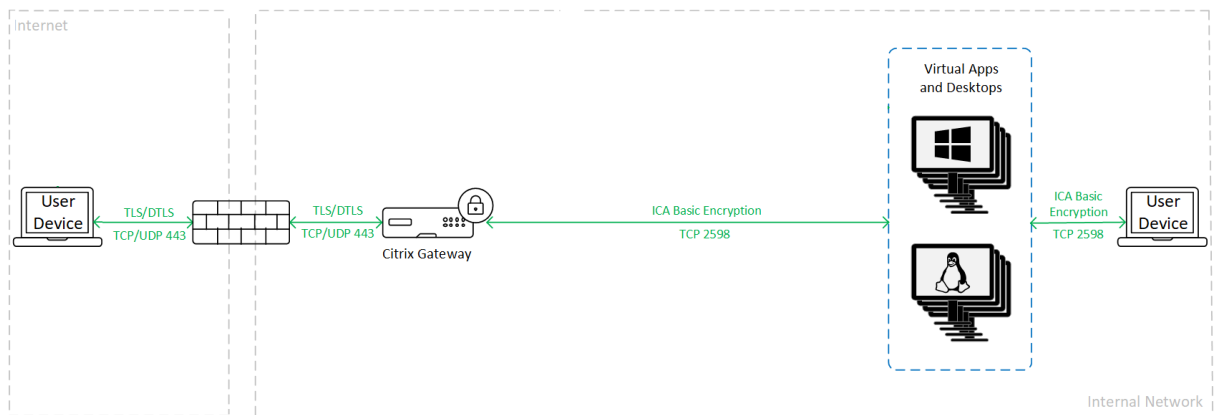 Internet
User
Device
TLS/DTLS
TCP/UDP 443
TLS/DTLS
TCP/UDP 443
Citrix Gateway
ICA Basic Encryption
TCP 2598
Virtual Apps
and Desktops
ICA Basic
Encryption
TCP 2598
User
Device
Internal Network